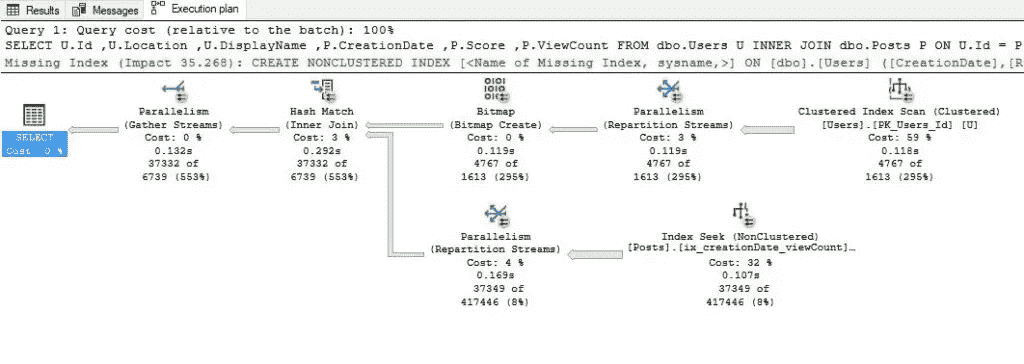 Results Messages Execution plan
Query 1: Query cost (relative to the batch): 100%
SELECT U.Id ,U.Location ,U.DisplayName ,P.CreationDate ,P.Score ,P.ViewCount FROM dbo.Users U INNER JOIN dbo.Posts P ON U.Id = P
Missing Index (Impact 35.268): CREATE NONCLUSTERED INDEX [<Name of Missing Index, sysname,>] ON [dbo].[Users] ([CreationDate],[R
SELECT
Cost: 0 %
Parallelism
(Gather Streams)
Cost: 0 %
0.132s
37332 of
6739 (553%)
Hash Match
(Inner Join)
Cost: 3 %
0.292s
37332 of
6739 (553%)
Bitmap
(Bitmap Create)
Cost: 0 %
0.119s
4767 of
1613 (295%)
Parallelism
(Repartition Streams)
Cost: 3 %
0.119s
4767 of
1613 (295%)
Clustered Index Scan (Clustered)
[Users].[PK_Users_Id] [U]
Cost: 59 %
0.118s
4767 of
1613 (295%)
Parallelism
(Repartition Streams)
Cost: 4 %
0.169s
37349 of
417446 (8%)
Index Seek (NonClustered)
[Posts].[ix_creationDate_viewCount]…
Cost: 32 %
0.107s
37349 of
417446 (8%)